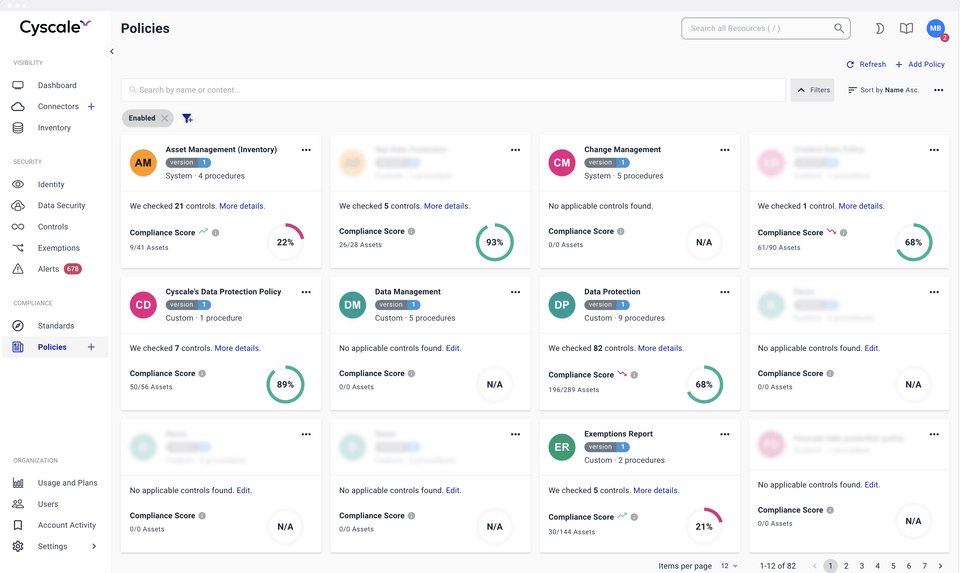 Cyscale
Policies
Search all Resources ( / )
MB
2
VISIBILITY
Dashboard
Connectors +
Inventory
SECURITY
Identity
Data Security
Controls
Exemptions
Alerts 678
COMPLIANCE
Standards
Policies +
ORGANIZATION
Usage and Plans
Users
Account Activity
Settings
Refresh + Add Policy
Search by name or content...
Filters
Sort by Name Asc.
Enabled
AM
Asset Management (Inventory)
version 1
System · 4 procedures
We checked 21 controls. More details.
Compliance Score
9/41 Assets
22%
We checked 5 controls. More details.
Compliance Score
26/28 Assets
93%
CM
Change Management
version 1
System · 5 procedures
No applicable controls found.
Compliance Score
0/0 Assets
N/A
We checked 1 control. More details.
Compliance Score
61/90 Assets
68%
CD
Cyscale's Data Protection Policy
version 1
Custom · 1 procedure
We checked 7 controls. More details.
Compliance Score
50/56 Assets
89%
DM
Data Management
version 1
Custom · 5 procedures
No applicable controls found. Edit.
Compliance Score
0/0 Assets
N/A
DP
Data Protection
version 1
Custom · 9 procedures
We checked 82 controls. More details.
Compliance Score
196/289 Assets
68%
No applicable controls found. Edit.
Compliance Score
0/0 Assets
N/A
No applicable controls found. Edit.
Compliance Score
0/0 Assets
N/A
No applicable controls found. Edit.
Compliance Score
0/0 Assets
N/A
ER
Exemptions Report
version 1
Custom · 2 procedures
We checked 5 controls. More details.
Compliance Score
30/144 Assets
21%
No applicable controls found. Edit.
Compliance Score
0/0 Assets
N/A
Items per page 12 1-12 of 82 1 2 3 4 5 6 7